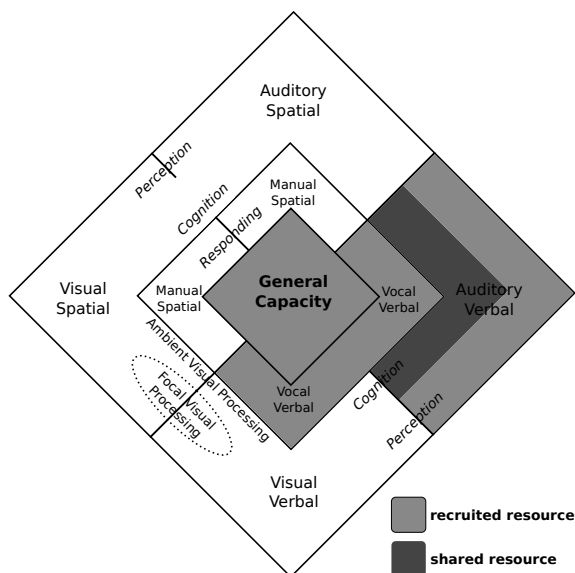 Auditory
Spatial
Perception
Cognition
Manual
Spatial
Responding
General
Capacity
Visual
Spatial
Manual
Spatial
Vocal
Verbal
Auditory
Verbal
Ambient Visual Processing
Focal Visual
Processing
Vocal
Verbal
Cognition
Perception
Visual
Verbal
recruited resource
shared resource